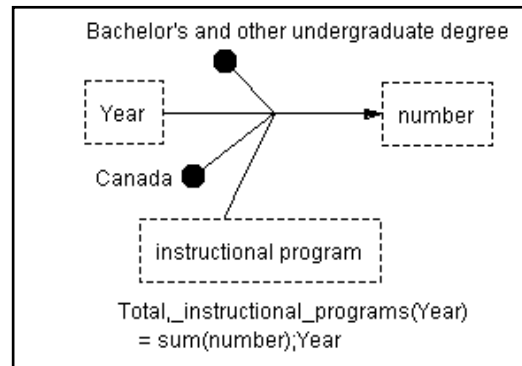 Bachelor's and other undergraduate degree
Year
number
Canada
instructional program
Total,_instructional_programs(Year)
= sum(number);Year